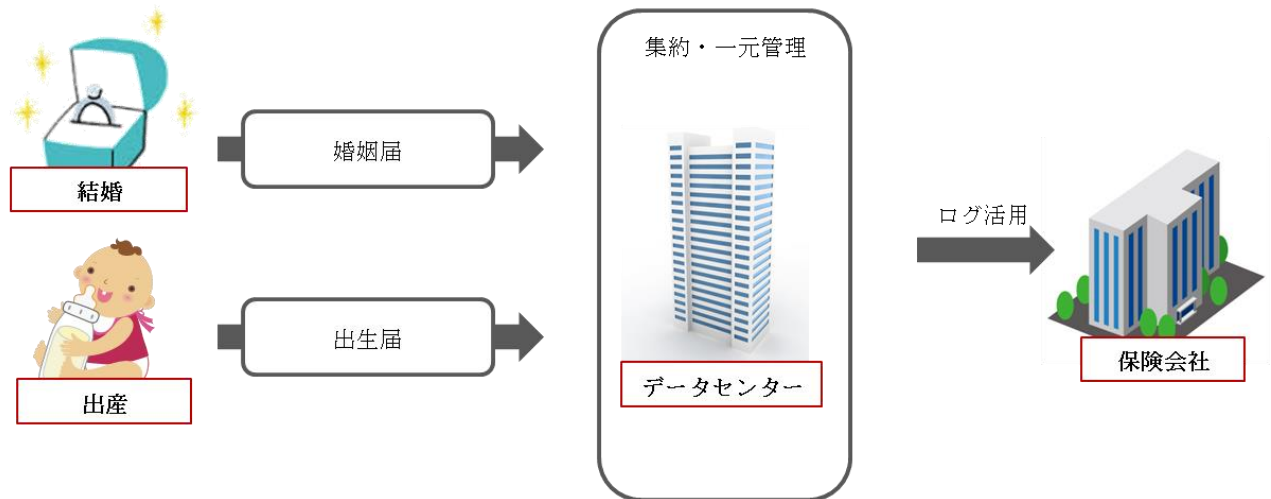 集約・一元管理
婚姻届
結婚
ログ活用
出生届
保険会社
データセンター
出産